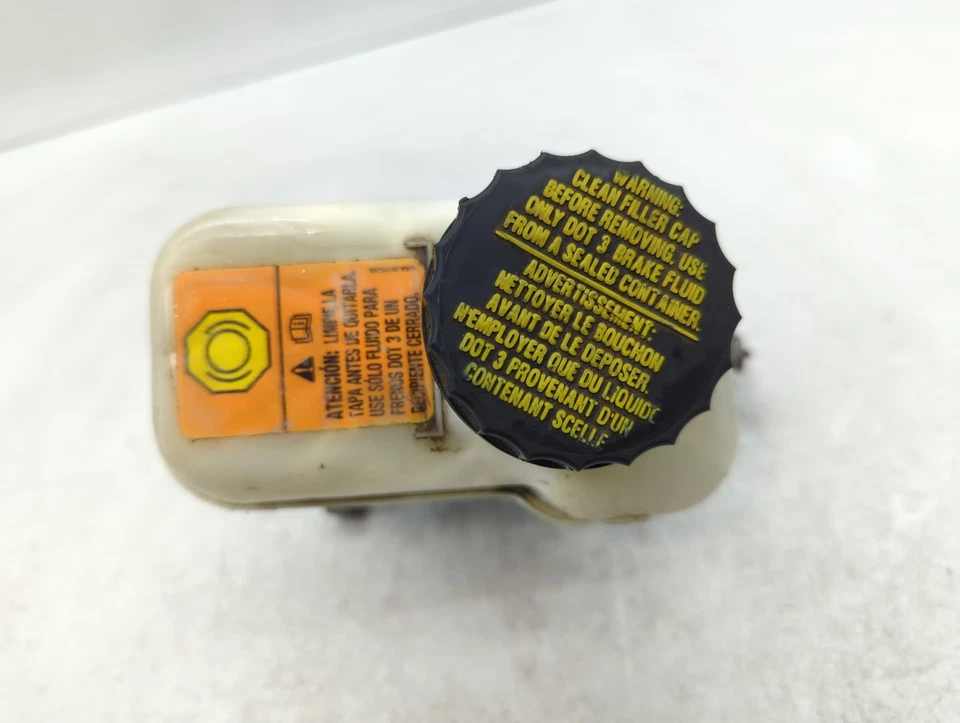 WARNING:
CLEAN FILLER CAP
BEFORE REMOVING. USE
ONLY DOT 3 BRAKE FLUID
FROM A SEALED CONTAINER.
ADVERTISSEMENT:
NETTOYER LE BOUCHON
AVANT DE LE DEPOSER.
N'EMPLOYER QUE DU LIQUIDE
DOT 3 PROVENANT D'UN
CONTENANT SCELLE
ATENCIÓN: LIMPIE LA
TAPA ANTES DE QUITARLA.
USE SÓLO FLUIDO PARA
FRENOS DOT 3 DE UN
RECIPIENTE CERRADO.